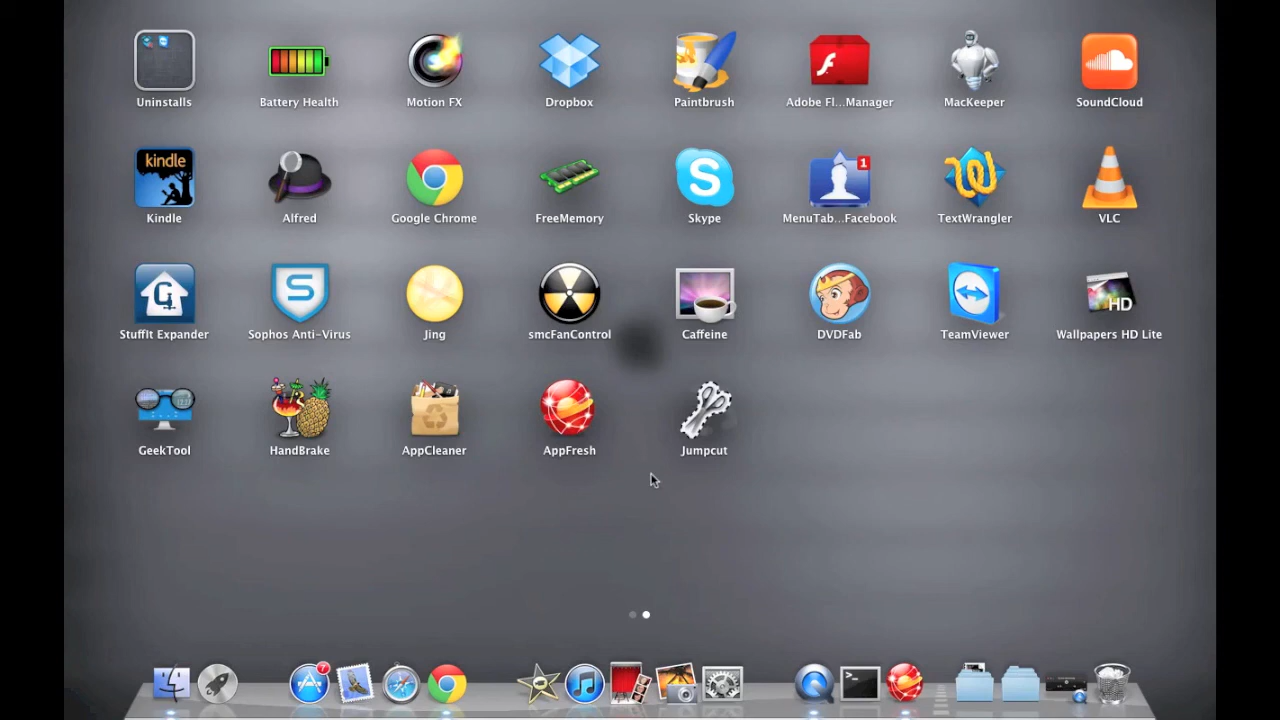 Uninstalls
Battery Health
Motion FX
Dropbox
Paintbrush
Adobe Fl...Manager
MacKeeper
SoundCloud
kindle
1
Kindle
Alfred
Google Chrome
FreeMemory
Skype
MenuTab...Facebook
TextWrangler
VLC
S
S
HD
StuffIt Expander
Sophos Anti-Virus
Jing
smcFanControl
Caffeine
DVDFab
TeamViewer
Wallpapers HD Lite
GeekTool
HandBrake
AppCleaner
AppFresh
Jumpcut
7
>_